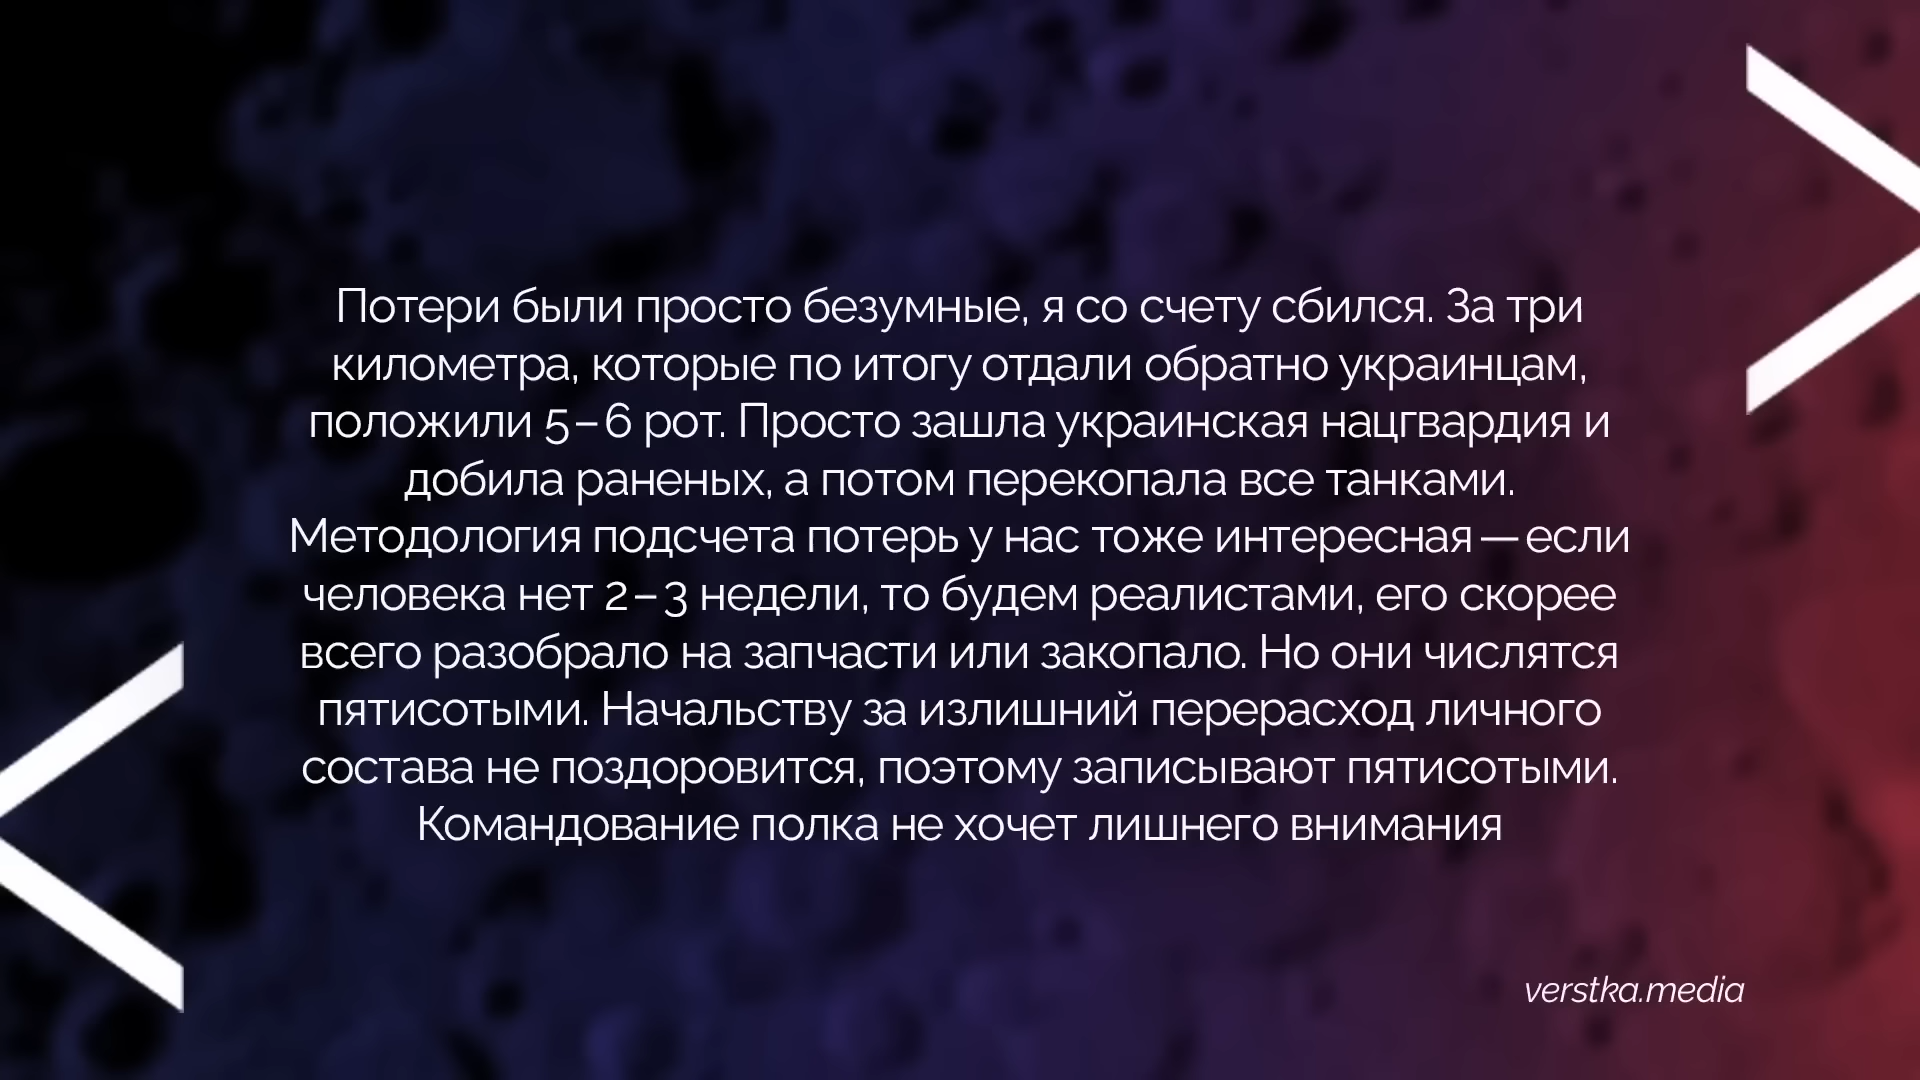 Потери были просто безумные, я со счету сбился. За три
километра, которые по итогу отдали обратно украинцам,
положили 5–6 рот. Просто зашла украинская нацгвардия и
добила раненых, а потом перекопала все танками.
Методология подсчета потерь у нас тоже интересная — если
человека нет 2–3 недели, то будем реалистами, его скорее
всего разобрало на запчасти или закопало. Но они числятся
пятисотыми. Начальству за излишний перерасход личного
состава не поздоровится, поэтому записывают пятисотыми.
Командование полка не хочет лишнего внимания
verstka.media